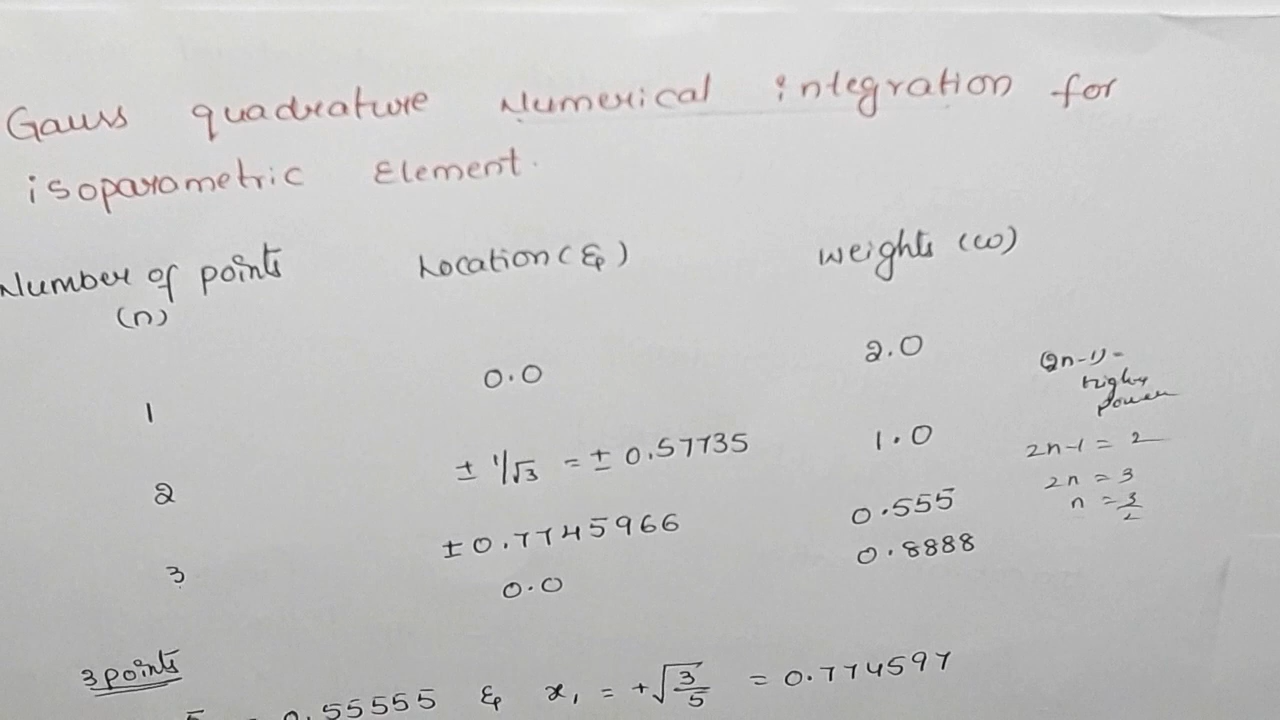 Gauss quadrature Numerical integration for
isoparametric Element.
Number of points Location (ξ) Weights (w)
(n)
1 0.0 2.0
2 ± 1/√3 = ± 0.57735 1.0
3 ±0.7745966 0.555
0.0 0.8888
(2n-1) -
power
2n-1 = 2
2n = 3
n = 3/2
3 points
0.55555 & x₁ = +√3/5 = 0.774597